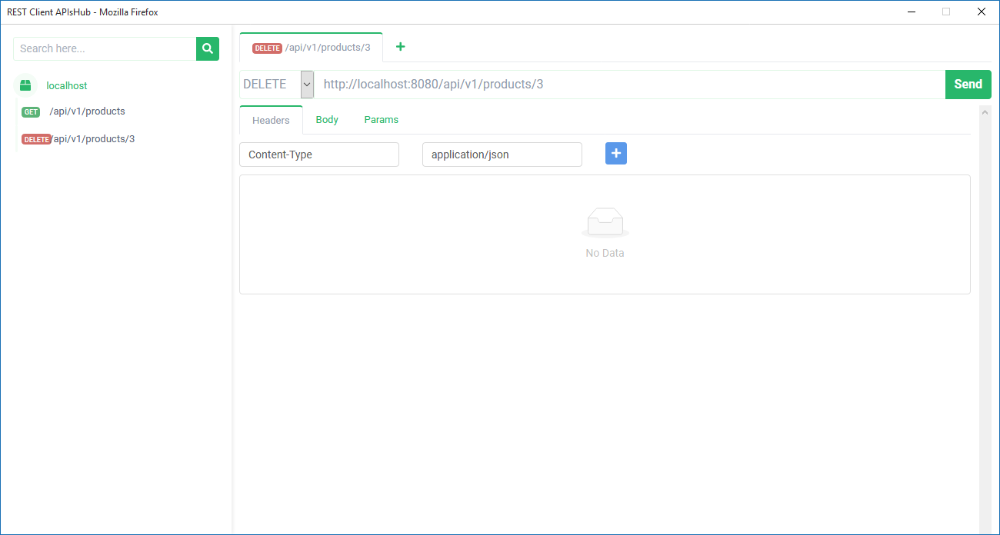 REST Client APIsHub - Mozilla Firefox
Search here...
localhost
GET /api/v1/products
DELETE /api/v1/products/3
DELETE /api/v1/products/3
DELETE http://localhost:8080/api/v1/products/3 Send
Headers Body Params
Content-Type application/json
No Data